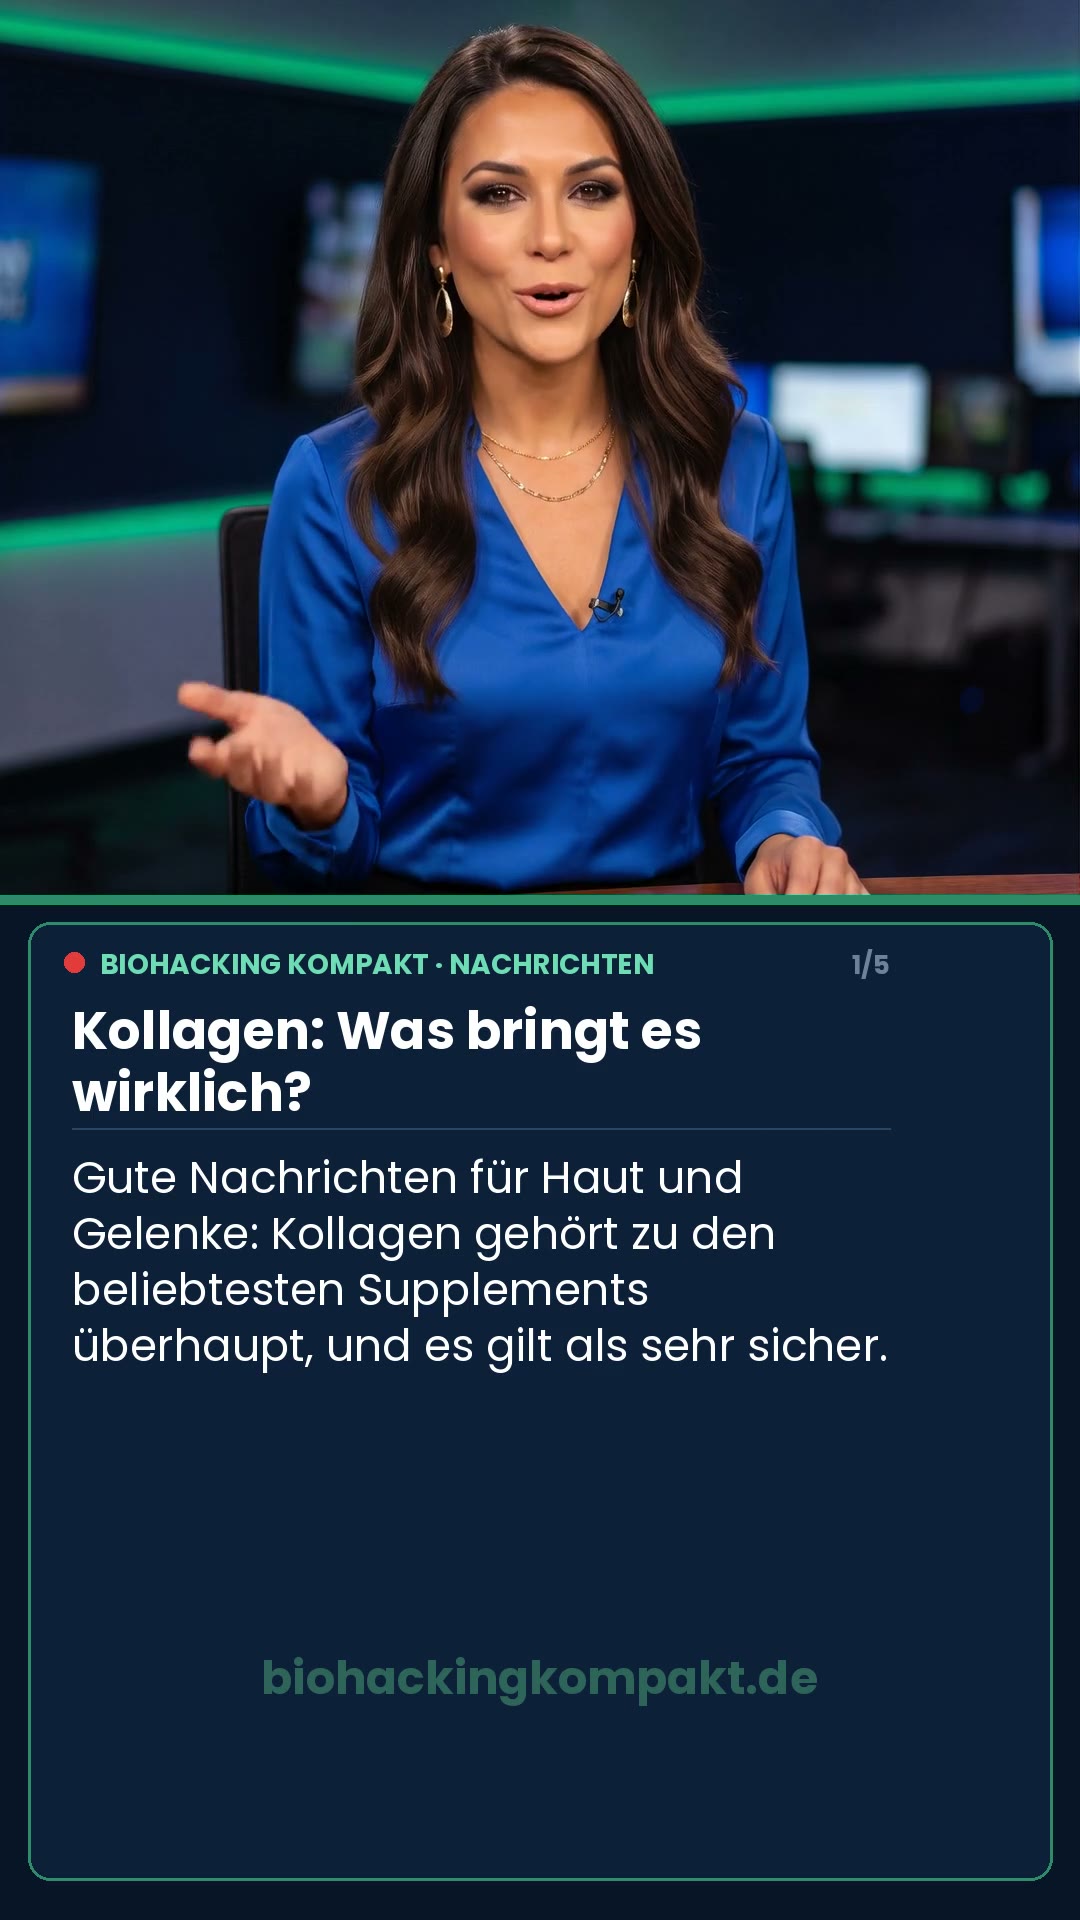 BIOHACKING KOMPAKT · NACHRICHTEN
1/5
Kollagen: Was bringt es
wirklich?
Gute Nachrichten für Haut und
Gelenke: Kollagen gehört zu den
beliebtesten Supplements
überhaupt, und es gilt als sehr sicher.
biohackingkompakt.de